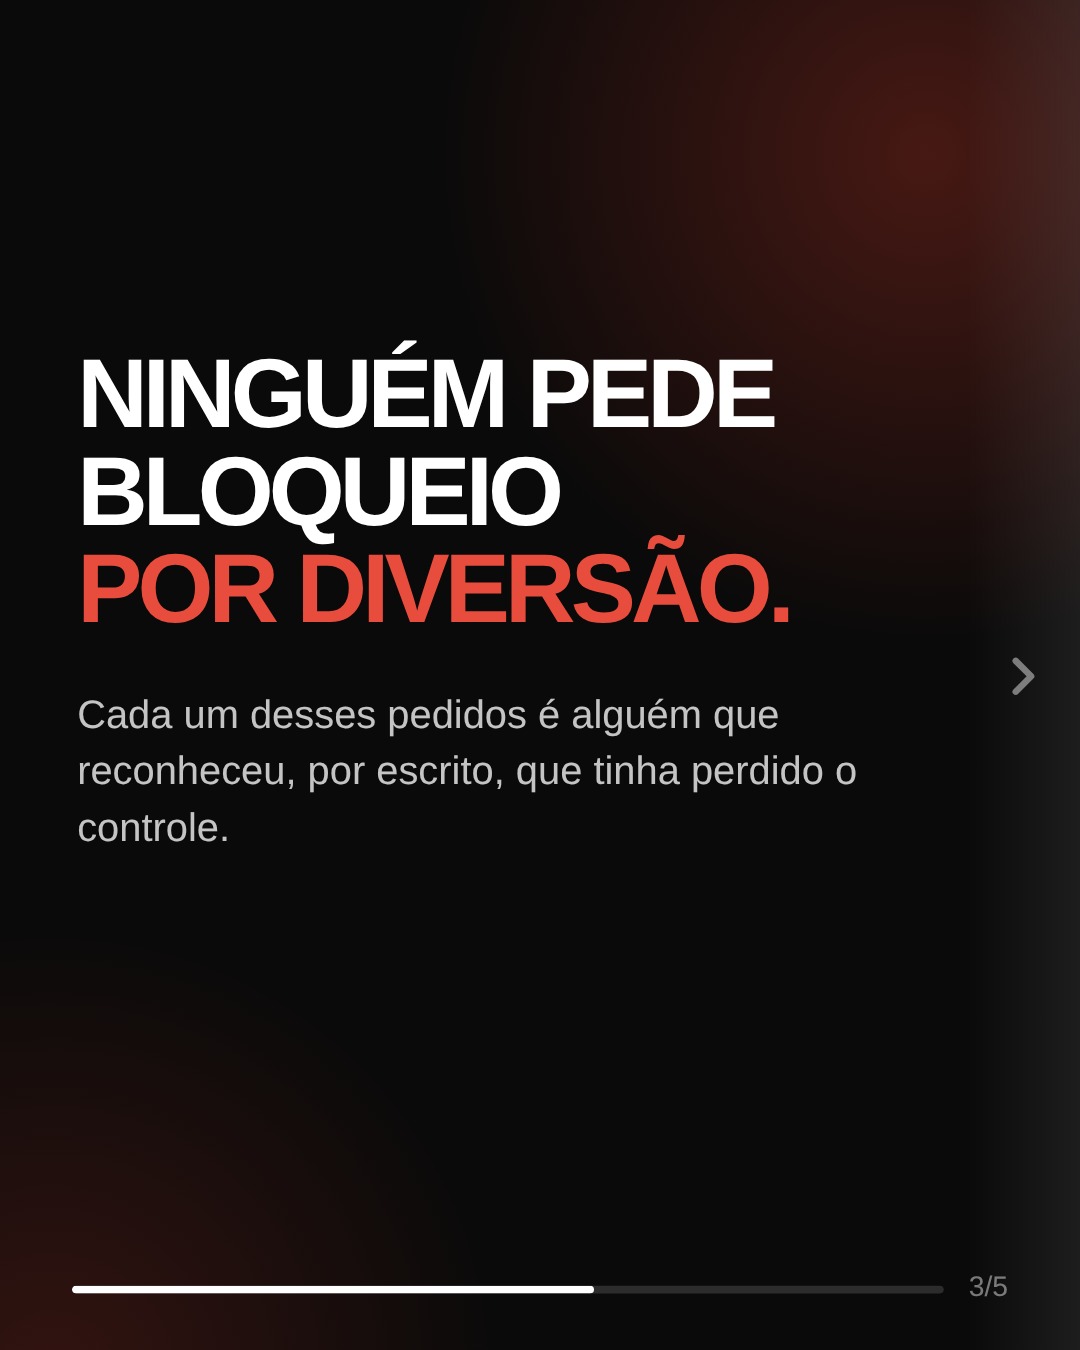 NINGUÉM PEDE
BLOQUEIO
POR DIVERSÃO.
Cada um desses pedidos é alguém que
reconheceu, por escrito, que tinha perdido o
controle.
3/5